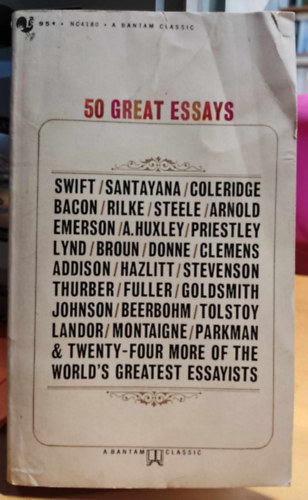 95¢ • NC4180 • A BANTAM CLASSIC
50 GREAT ESSAYS
SWIFT/SANTAYANA/COLERIDGE
BACON/RILKE/STEELE/ARNOLD
EMERSON/A.HUXLEY/PRIESTLEY
LYND/BROUN/DONNE/CLEMENS
ADDISON/HAZLITT/STEVENSON
THURBER/FULLER/GOLDSMITH
JOHNSON/BEERBOHM/TOLSTOY
LANDOR/MONTAIGNE/PARKMAN
& TWENTY-FOUR MORE OF THE
WORLD'S GREATEST ESSAYISTS
A BANTAM CLASSIC